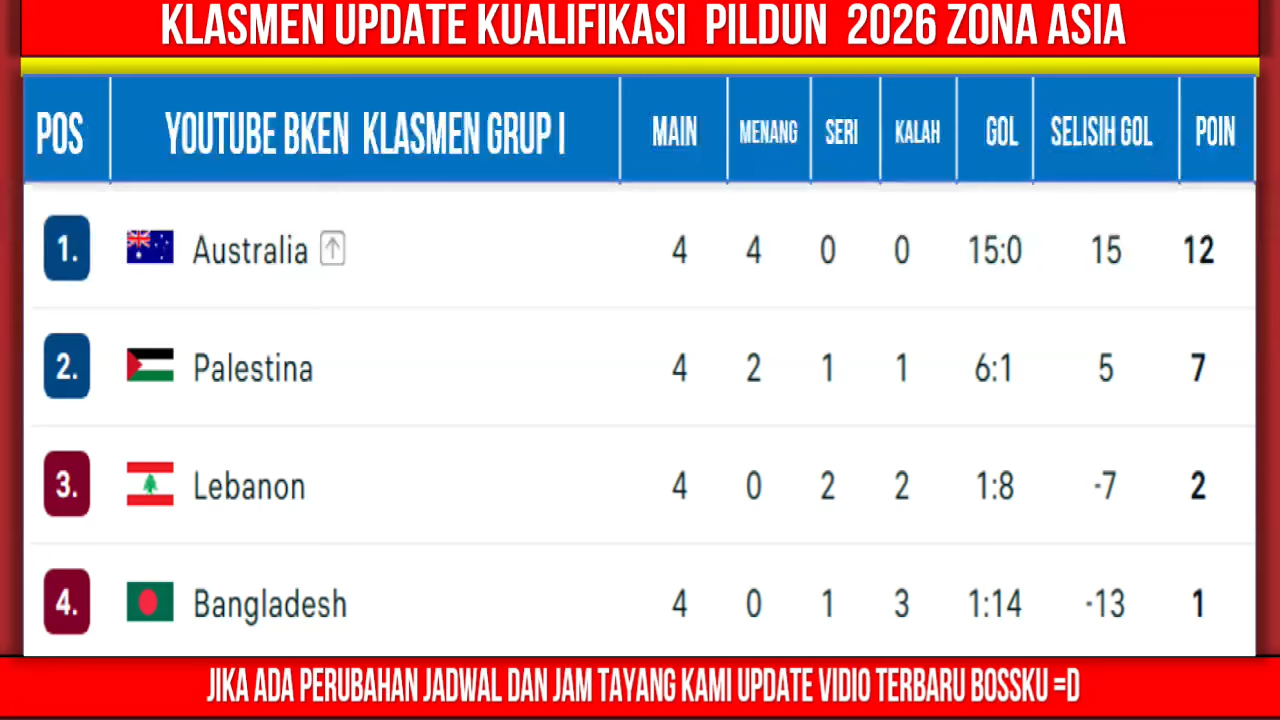 KLASMEN UPDATE KUALIFIKASI PILDUN 2026 ZONA ASIA
POS YOUTUBE BKEN KLASMEN GRUP I MAIN MENANG SERI KALAH GOL SELISIH GOL POIN
1. Australia 4 4 0 0 15:0 15 12
2. Palestina 4 2 1 1 6:1 5 7
3. Lebanon 4 0 2 2 1:8 -7 2
4. Bangladesh 4 0 1 3 1:14 -13 1
JIKA ADA PERUBAHAN JADWAL DAN JAM TAYANG KAMI UPDATE VIDIO TERBARU BOSSKU =D